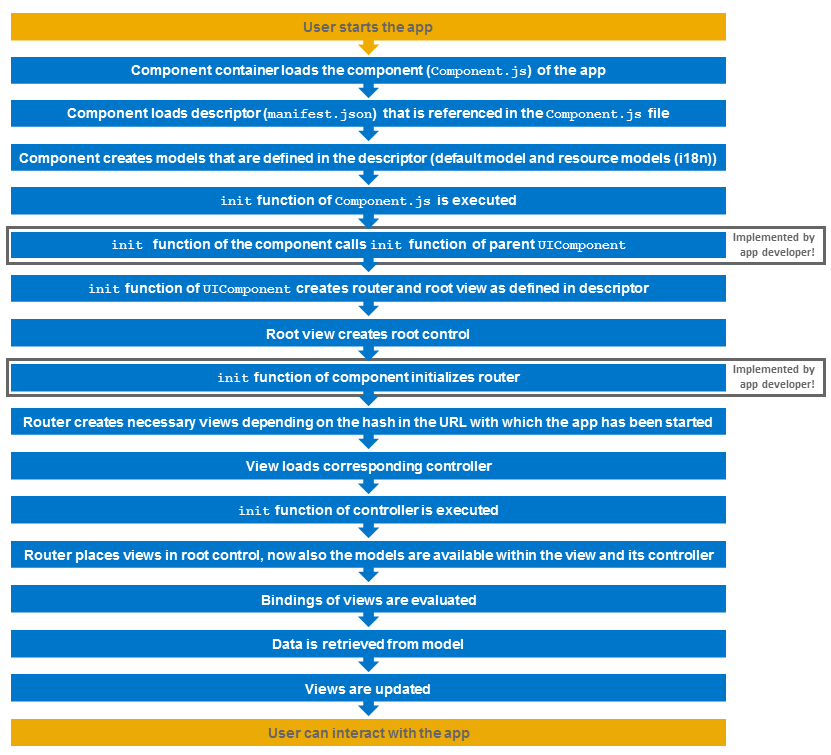 User starts the app
Component container loads the component (Component.js) of the app
Component loads descriptor (manifest.json) that is referenced in the Component.js file
Component creates models that are defined in the descriptor (default model and resource models (i18n))
init function of Component.js is executed
init function of the component calls init function of parent UIComponent
Implemented by
app developer!
init function of UIComponent creates router and root view as defined in descriptor
Root view creates root control
init function of component initializes router
Implemented by
app developer!
Router creates necessary views depending on the hash in the URL with which the app has been started
View loads corresponding controller
init function of controller is executed
Router places views in root control, now also the models are available within the view and its controller
Bindings of views are evaluated
Data is retrieved from model
Views are updated
User can interact with the app